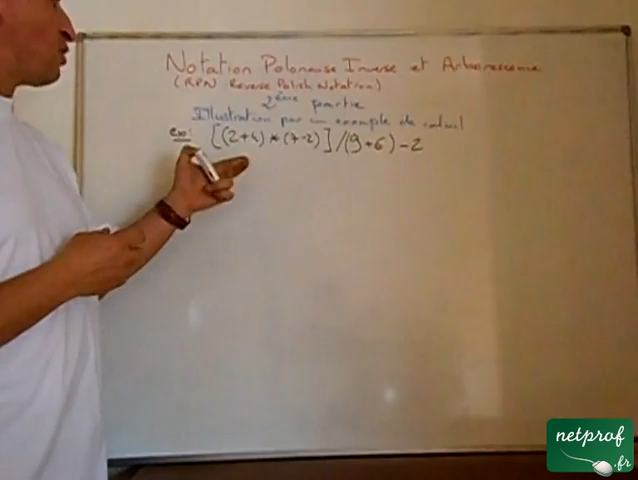 Notation Polonaise Inverse et Arborescence
(RPN Reverse Polish Notation)
2ème partie
Illustration par un exemple de calcul
ex: [(2+4) * (7-2)] / (9+6) - 2
netprof
.fr